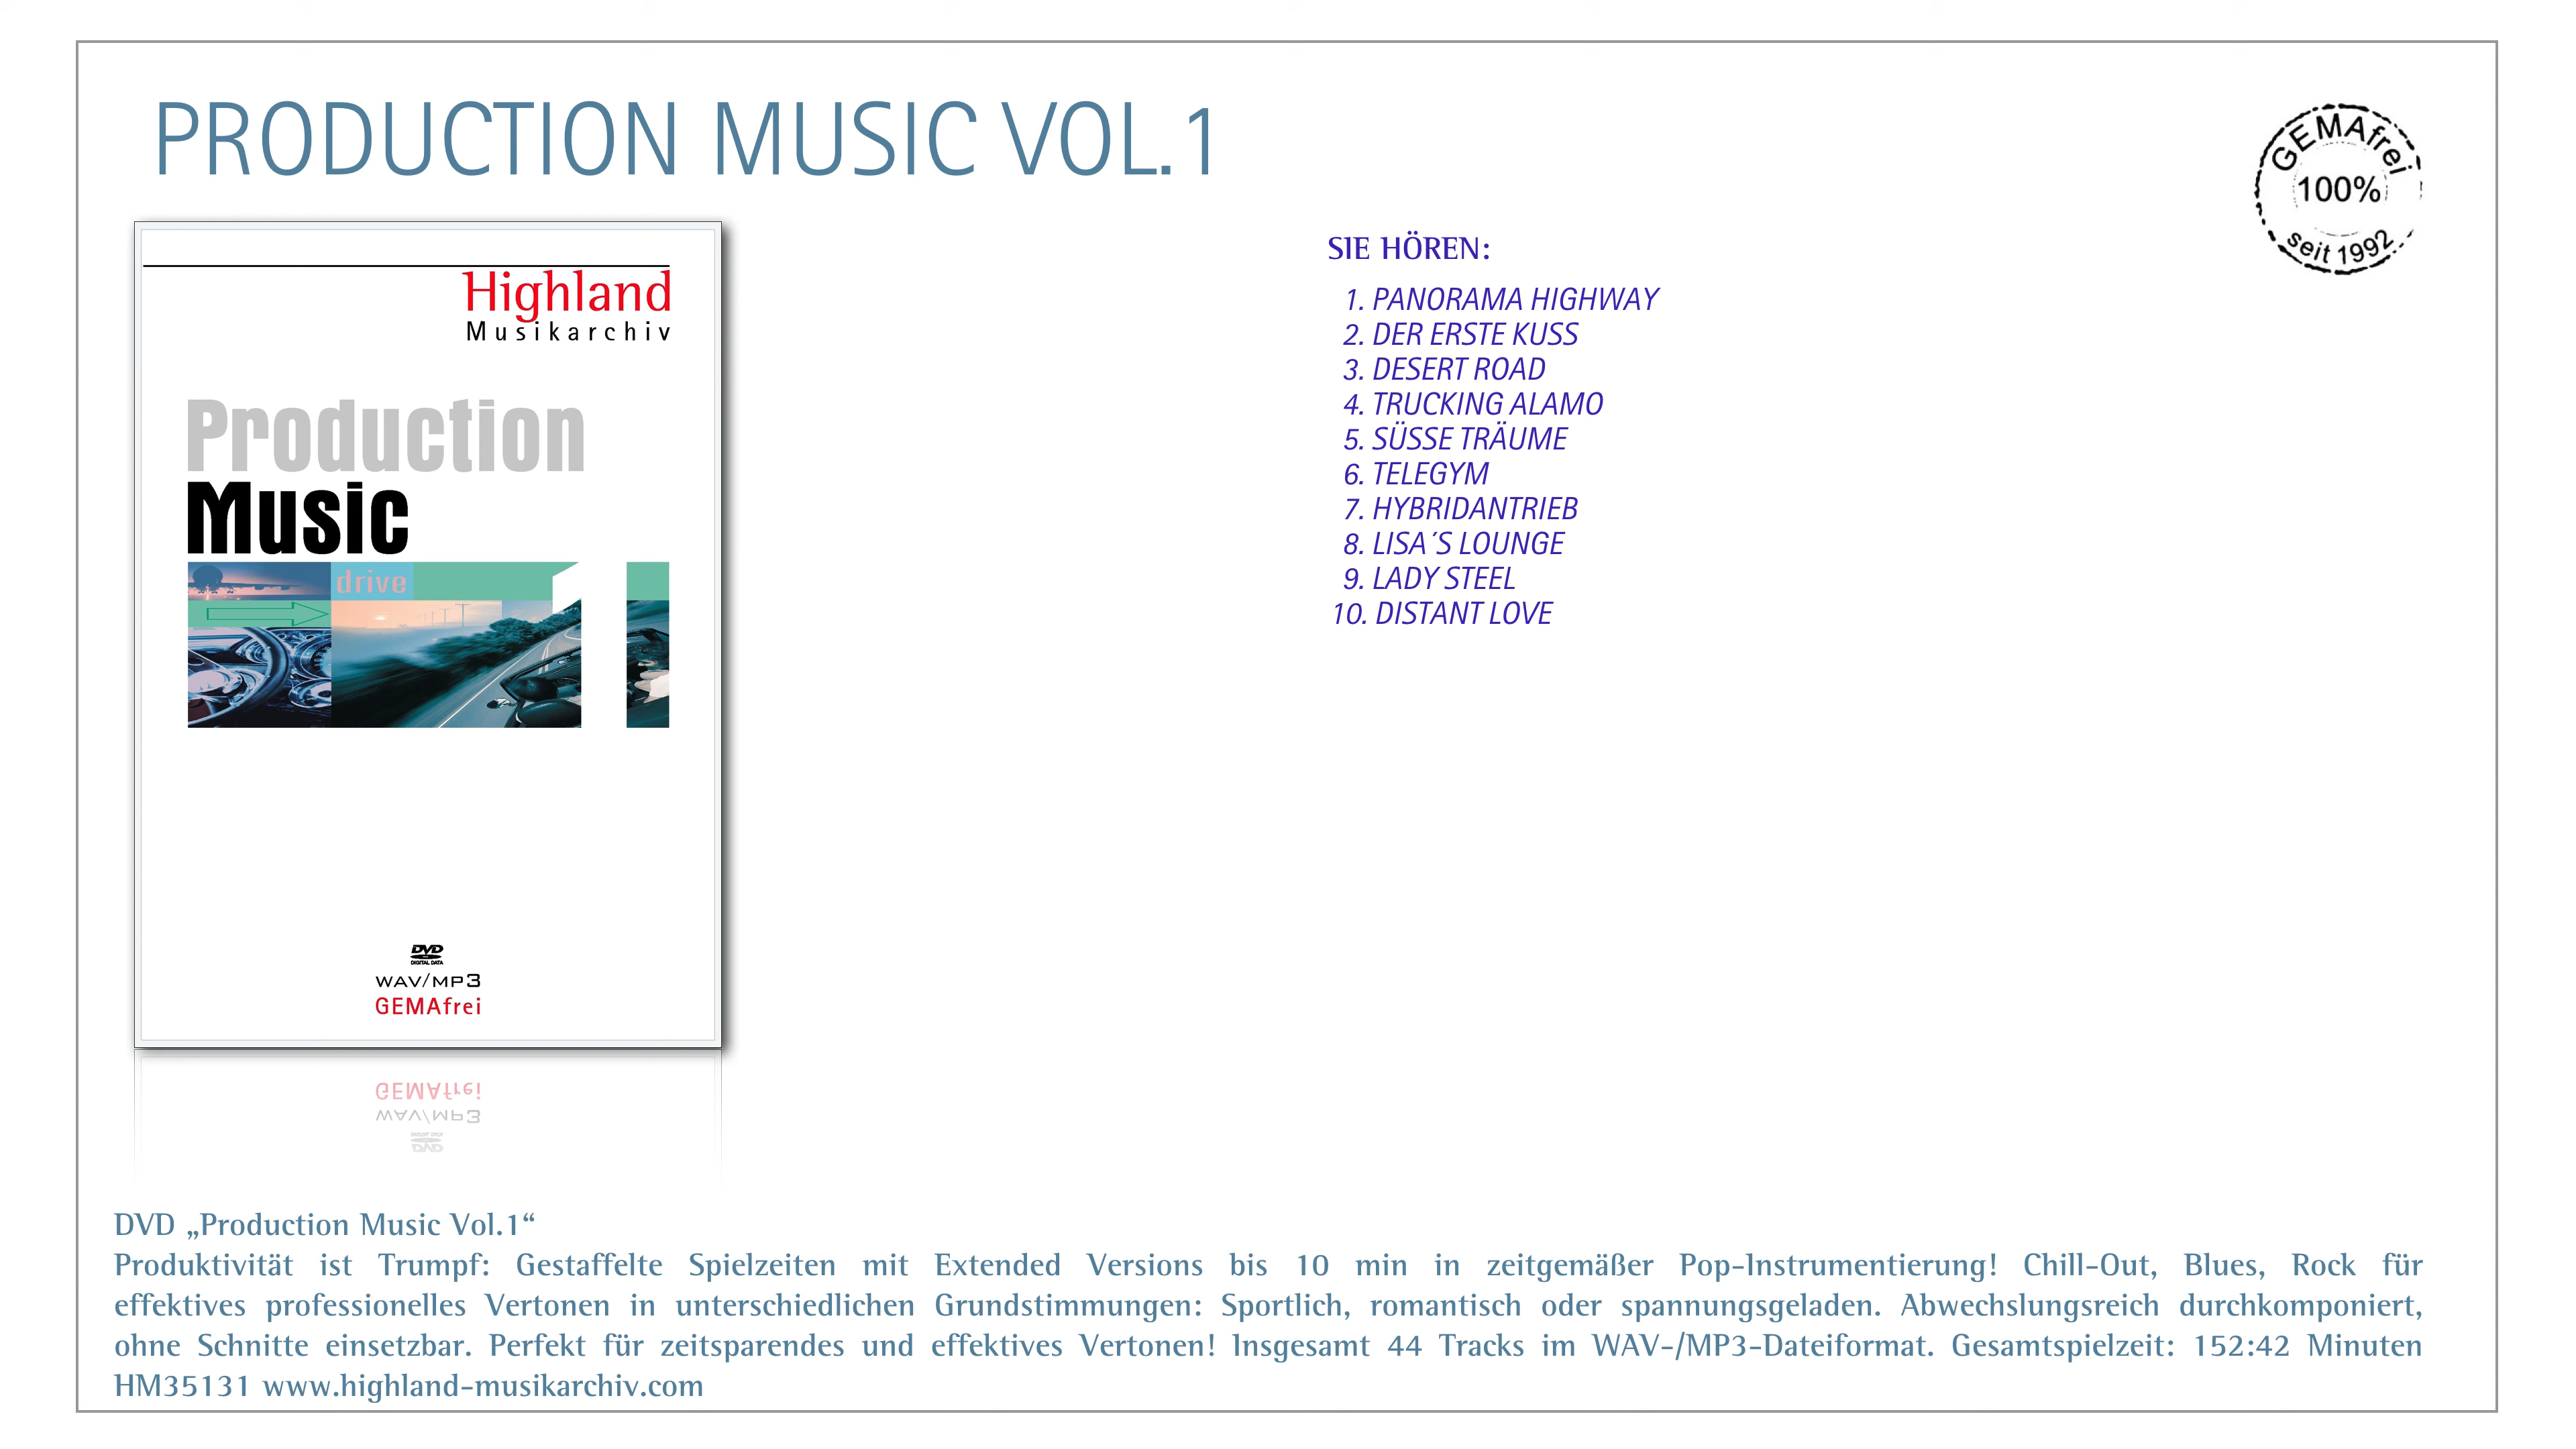 PRODUCTION MUSIC VOL.1
GEMAfrei
100%
seit 1992
Highland
Musikarchiv
Production
Music
drive
1
DVD
DIGITAL DATA
WAV/MP3
GEMAfrei
SIE HÖREN:
1. PANORAMA HIGHWAY
2. DER ERSTE KUSS
3. DESERT ROAD
4. TRUCKING ALAMO
5. SÜSSE TRÄUME
6. TELEGYM
7. HYBRIDANTRIEB
8. LISA´S LOUNGE
9. LADY STEEL
10. DISTANT LOVE
GEMAfrei
WAV/MP3
DVD
DVD „Production Music Vol.1“
Produktivität ist Trumpf: Gestaffelte Spielzeiten mit Extended Versions bis 10 min in zeitgemäßer Pop-Instrumentierung! Chill-Out, Blues, Rock für
effektives professionelles Vertonen in unterschiedlichen Grundstimmungen: Sportlich, romantisch oder spannungsgeladen. Abwechslungsreich durchkomponiert,
ohne Schnitte einsetzbar. Perfekt für zeitsparendes und effektives Vertonen! Insgesamt 44 Tracks im WAV-/MP3-Dateiformat. Gesamtspielzeit: 152:42 Minuten
HM35131 www.highland-musikarchiv.com